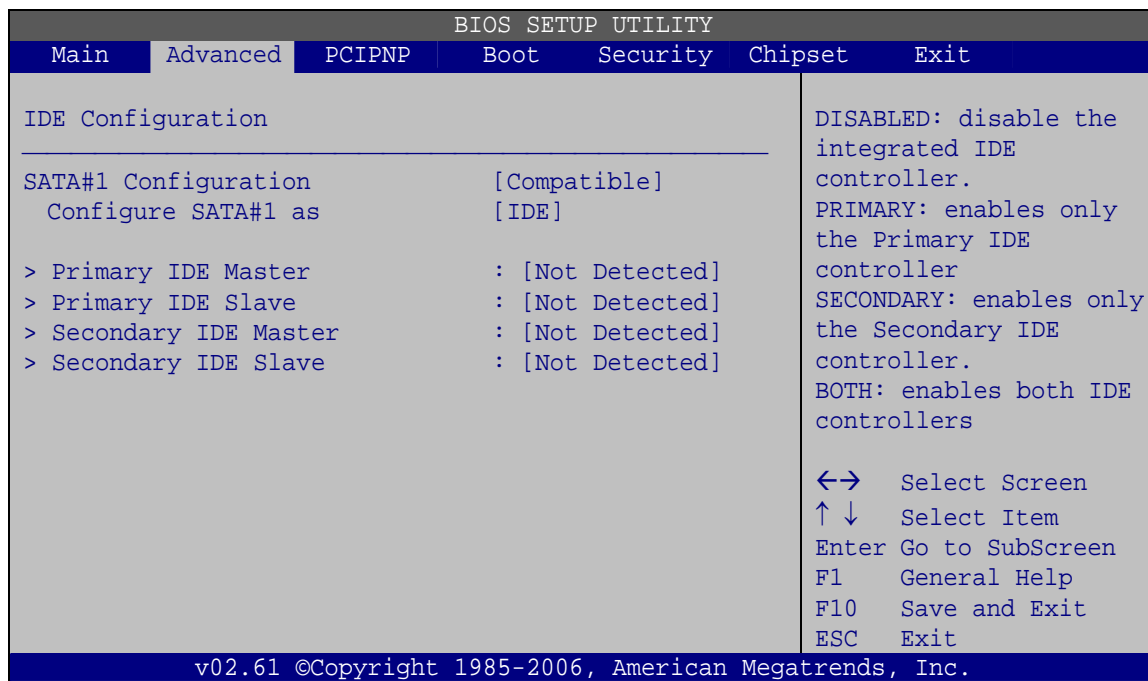 BIOS SETUP UTILITY
Main Advanced PCIPNP Boot Security Chipset Exit
IDE Configuration
SATA#1 Configuration [Compatible]
Configure SATA#1 as [IDE]
> Primary IDE Master : [Not Detected]
> Primary IDE Slave : [Not Detected]
> Secondary IDE Master : [Not Detected]
> Secondary IDE Slave : [Not Detected]
DISABLED: disable the
integrated IDE
controller.
PRIMARY: enables only
the Primary IDE
controller
SECONDARY: enables only
the Secondary IDE
controller.
BOTH: enables both IDE
controllers
←→ Select Screen
↑ ↓ Select Item
Enter Go to SubScreen
F1 General Help
F10 Save and Exit
ESC Exit
v02.61 ©Copyright 1985-2006, American Megatrends, Inc.